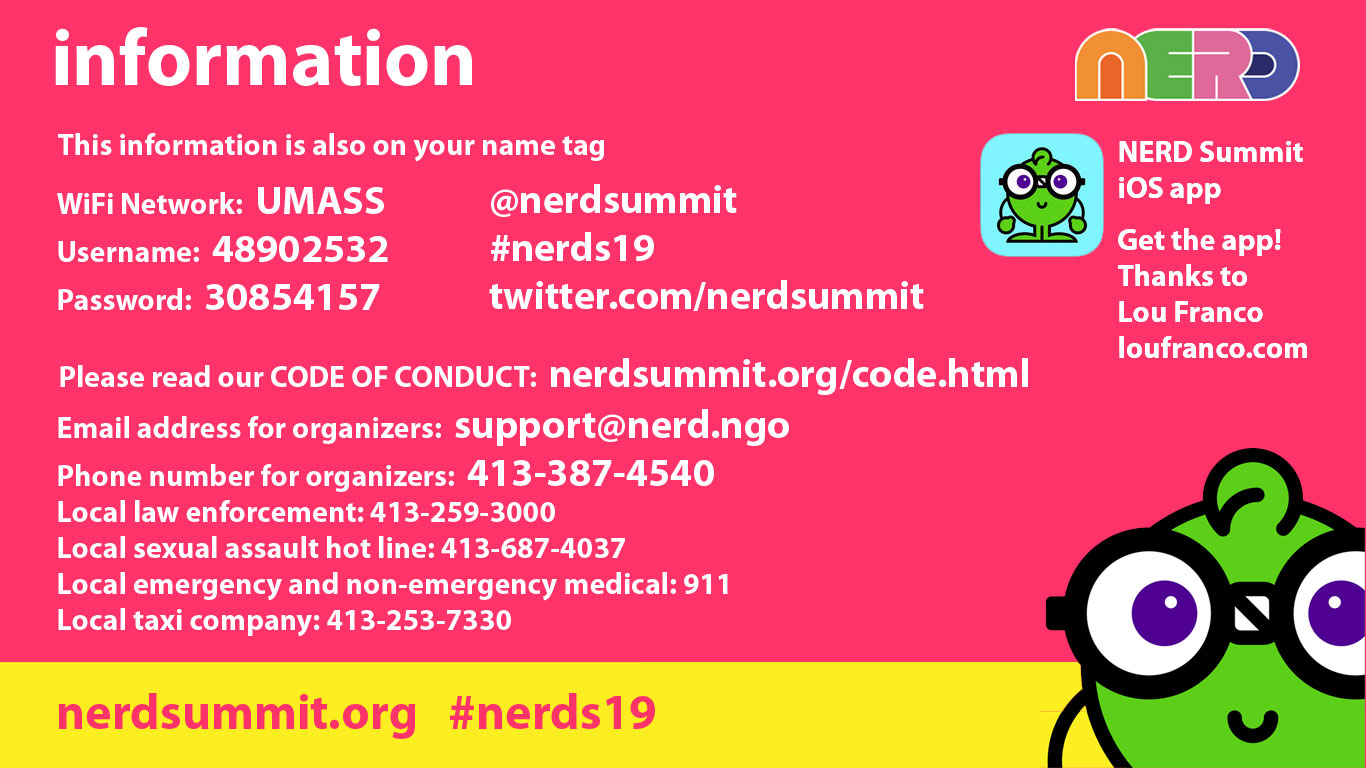 information
NERD
This information is also on your name tag
WiFi Network: UMASS
Username: 48902532
Password: 30854157
@nerdsummit
#nerds19
twitter.com/nerdsummit
NERD Summit
iOS app
Get the app!
Thanks to
Lou Franco
loufranco.com
Please read our CODE OF CONDUCT: nerdsummit.org/code.html
Email address for organizers: support@nerd.ngo
Phone number for organizers: 413-387-4540
Local law enforcement: 413-259-3000
Local sexual assault hot line: 413-687-4037
Local emergency and non-emergency medical: 911
Local taxi company: 413-253-7330
nerdsummit.org #nerds19